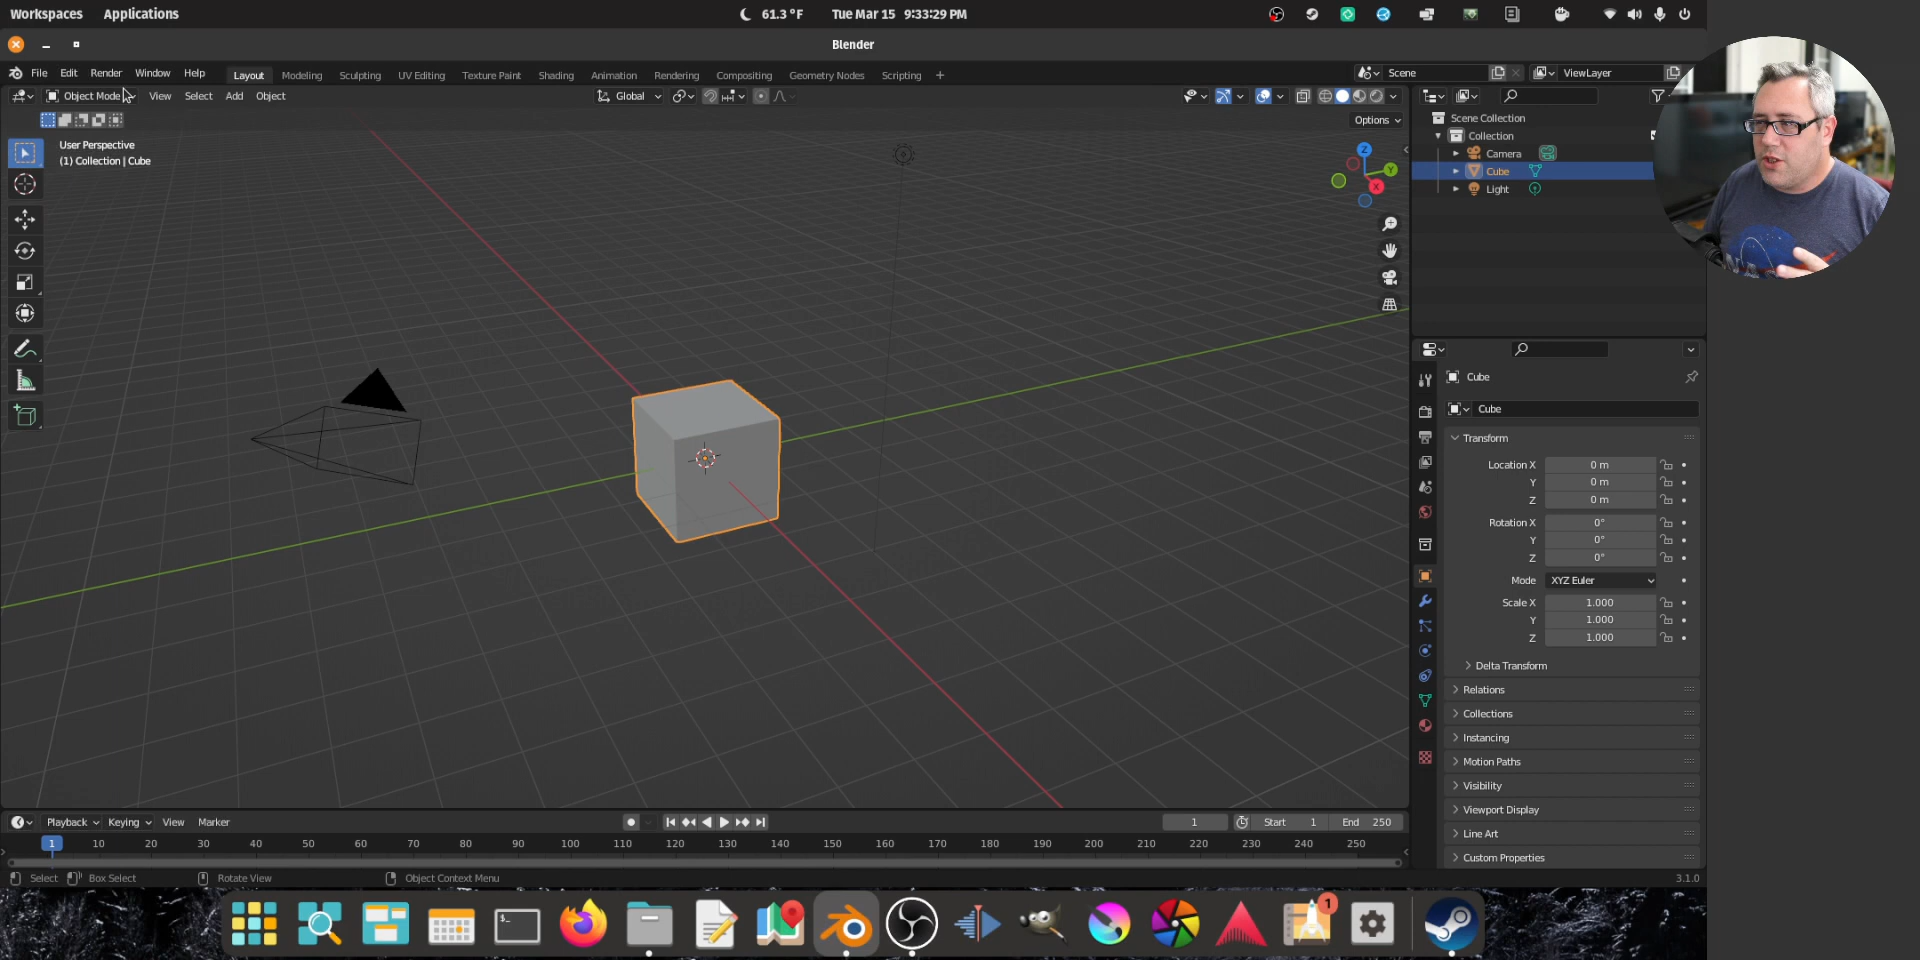 Workspaces Applications 61.3 °F Tue Mar 15 9:33:29 PM
Blender
File Edit Render Window Help Layout Modeling Sculpting UV Editing Texture Paint Shading Animation Rendering Compositing Geometry Nodes Scripting + Scene ViewLayer
Object Mode View Select Add Object Global
Options
User Perspective
(1) Collection | Cube
Z
Y
X
Scene Collection
Collection
Camera
Cube
Light
Cube
Cube
Transform
Location X 0 m
Y 0 m
Z 0 m
Rotation X 0°
Y 0°
Z 0°
Mode XYZ Euler
Scale X 1.000
Y 1.000
Z 1.000
Delta Transform
Relations
Collections
Instancing
Motion Paths
Visibility
Viewport Display
Line Art
Custom Properties
Playback Keying View Marker 1 Start 1 End 250
1 10 20 30 40 50 60 70 80 90 100 110 120 130 140 150 160 170 180 190 200 210 220 230 240 250
Select Box Select Rotate View Object Context Menu 3.1.0
$_
1